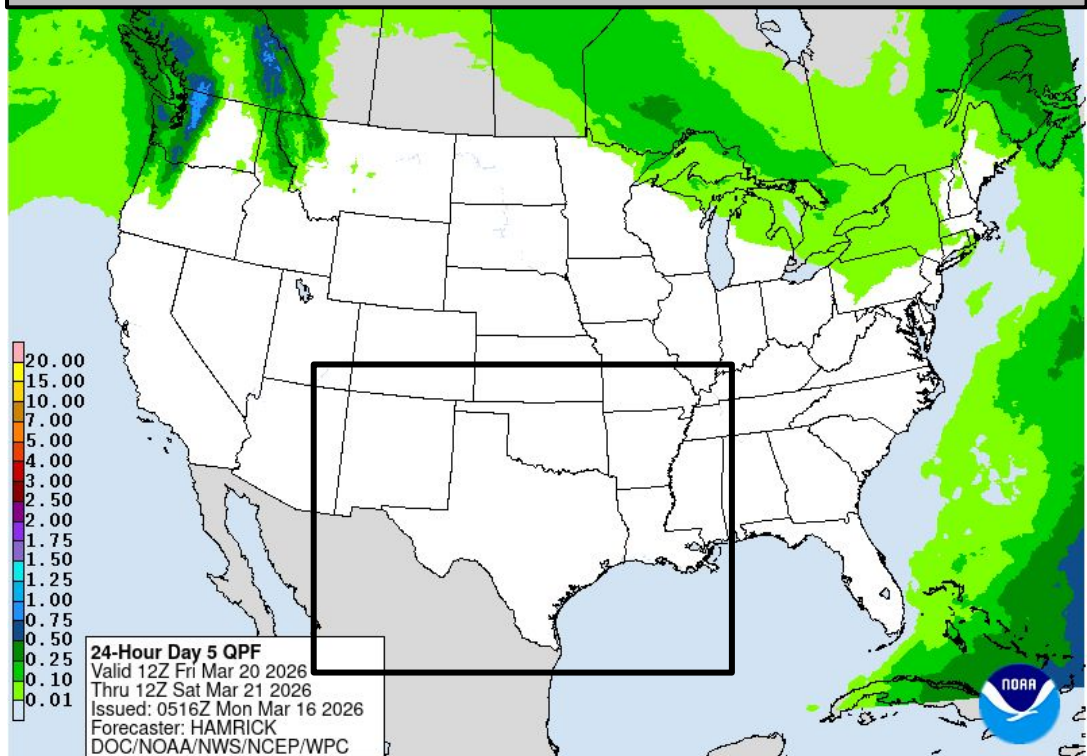 20.00
15.00
10.00
7.00
5.00
4.00
3.00
2.50
2.00
1.75
1.50
1.25
1.00
0.75
0.50
0.25
0.10
0.01
24-Hour Day 5 QPF
Valid 12Z Fri Mar 20 2026
Thru 12Z Sat Mar 21 2026
Issued: 0516Z Mon Mar 16 2026
Forecaster: HAMRICK
DOC/NOAA/NWS/NCEP/WPC
NOAA